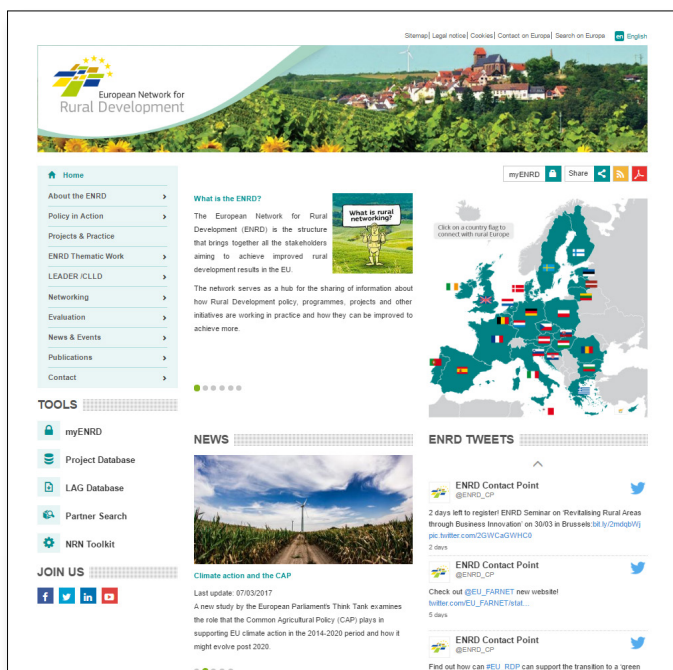 Sitemap| Legal notice| Cookies| Contact on Europa| Search on Europa en English
European Network for
Rural Development
Home
About the ENRD
Policy in Action
Projects & Practice
ENRD Thematic Work
LEADER /CLLD
Networking
Evaluation
News & Events
Publications
Contact
TOOLS
myENRD
Project Database
LAG Database
Partner Search
NRN Toolkit
JOIN US
What is the ENRD?
The European Network for Rural
Development (ENRD) is the structure
that brings together all the stakeholders
aiming to achieve improved rural
development results in the EU.
The network serves as a hub for the sharing of information about
how Rural Development policy, programmes, projects and other
initiatives are working in practice and how they can be improved to
achieve more.
What is rural
networking?
NEWS
Climate action and the CAP
Last update: 07/03/2017
A new study by the European Parliament's Think Tank examines
the role that the Common Agricultural Policy (CAP) plays in
supporting EU climate action in the 2014-2020 period and how it
might evolve post 2020.
myENRD Share
Click on a country flag to
connect with rural Europe
ENRD TWEETS
ENRD Contact Point
@ENRD_CP
2 days left to register! ENRD Seminar on 'Revitalising Rural Areas
through Business Innovation' on 30/03 in Brussels:bit.ly/2mdqbWj
pic.twitter.com/2GWCaGWHC0
2 days
ENRD Contact Point
@ENRD_CP
Check out @EU_FARNET new website!
twitter.com/EU_FARNET/stat…
5 days
ENRD Contact Point
@ENRD_CP
Find out how can #EU_RDP can support the transition to a 'green